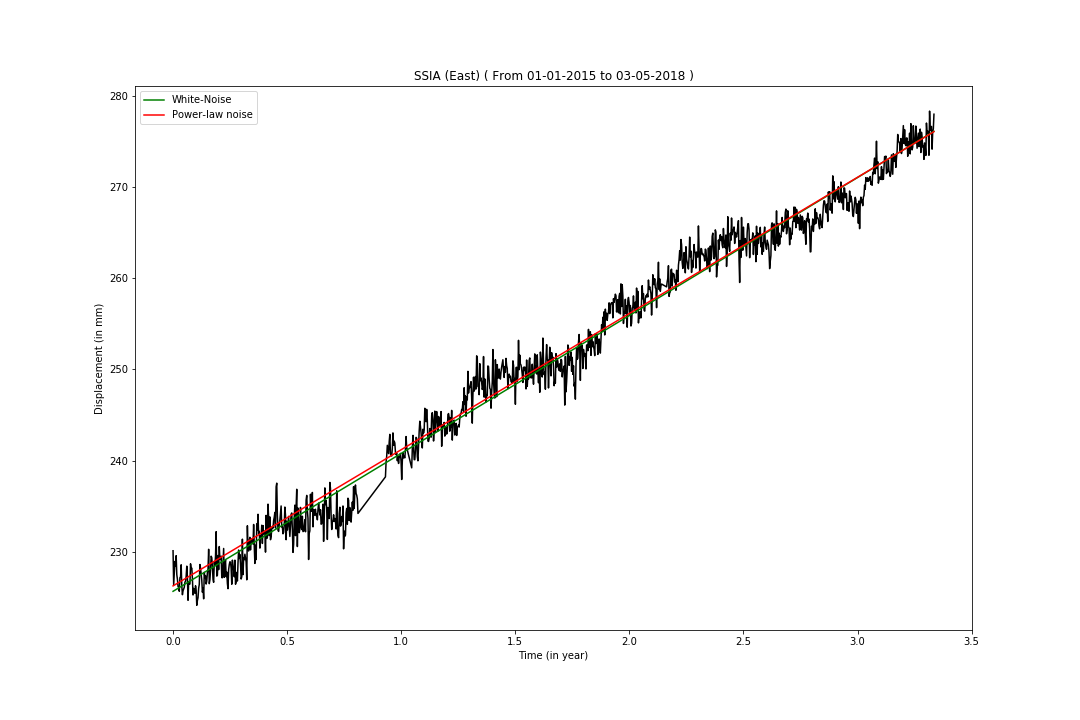 SSIA (East) ( From 01-01-2015 to 03-05-2018 )
White-Noise
Power-law noise
280
270
260
250
240
230
Displacement (in mm)
0.0 0.5 1.0 1.5 2.0 2.5 3.0 3.5
Time (in year)